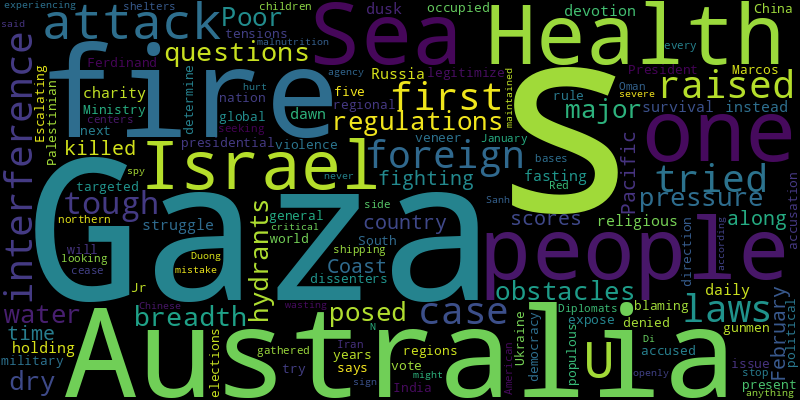 experiencing
shelters
children
dusk
occupied
devotion
China
said
attack
Poor
Sea
Health
tensions
every
malnutrition
Ferdinand
questions
President
Marcos
interference
Escalating
Palestinian
fire
agency
hurt
Russia
legitimize
raised
charity
determine
nation
five
severe
Ministry
global
dawn
regional
first
maintained
Oman
major
survival
instead
centers
next
seeking
regulations
January
rule
one
killed
presidential
violence
veneer
bases
Israel
foreign
S
Pacific
spy
never
fasting
Red
tried
targeted
fighting
pressure
accusation
Gaza
tough
hydrants
side
Sanh
scores
religious
along
northern
struggle
general
critical
country
people
direction
according
will
looking
world
South
shipping
cease
Duong
mistake
Coast
dissenters
obstacles
daily
February
political
Jr
Chinese
breadth
Iran
wasting
N
posed
case
Diplomats
blaming
laws
water
gunmen
time
elections
Ukraine
democracy
expose
denied
holding
Australia
gathered
years
says
regions
vote
might
populous
U
Di
accused
issue
stop
military
dry
try
sign
India
American
openly
present
anything